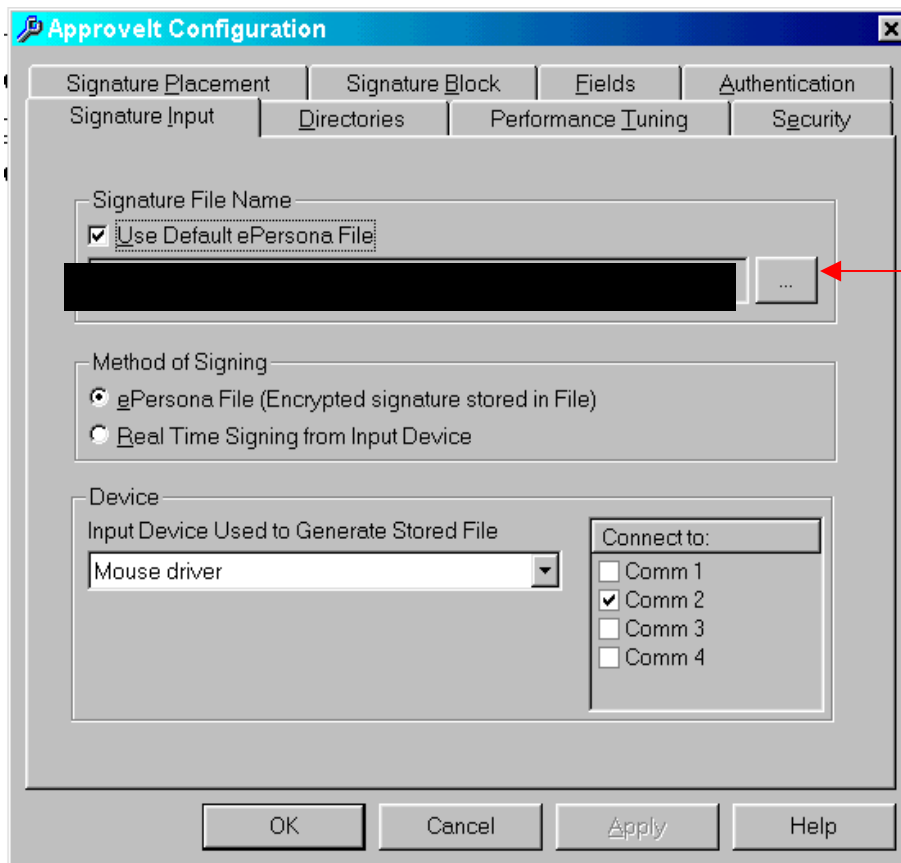 ApproveIt Configuration
Signature Placement Signature Block Fields Authentication
Signature Input Directories Performance Tuning Security
Signature File Name
Use Default ePersona File
...
Method of Signing
ePersona File (Encrypted signature stored in File)
Real Time Signing from Input Device
Device
Input Device Used to Generate Stored File
Mouse driver
Connect to:
Comm 1
Comm 2
Comm 3
Comm 4
OK Cancel Apply Help